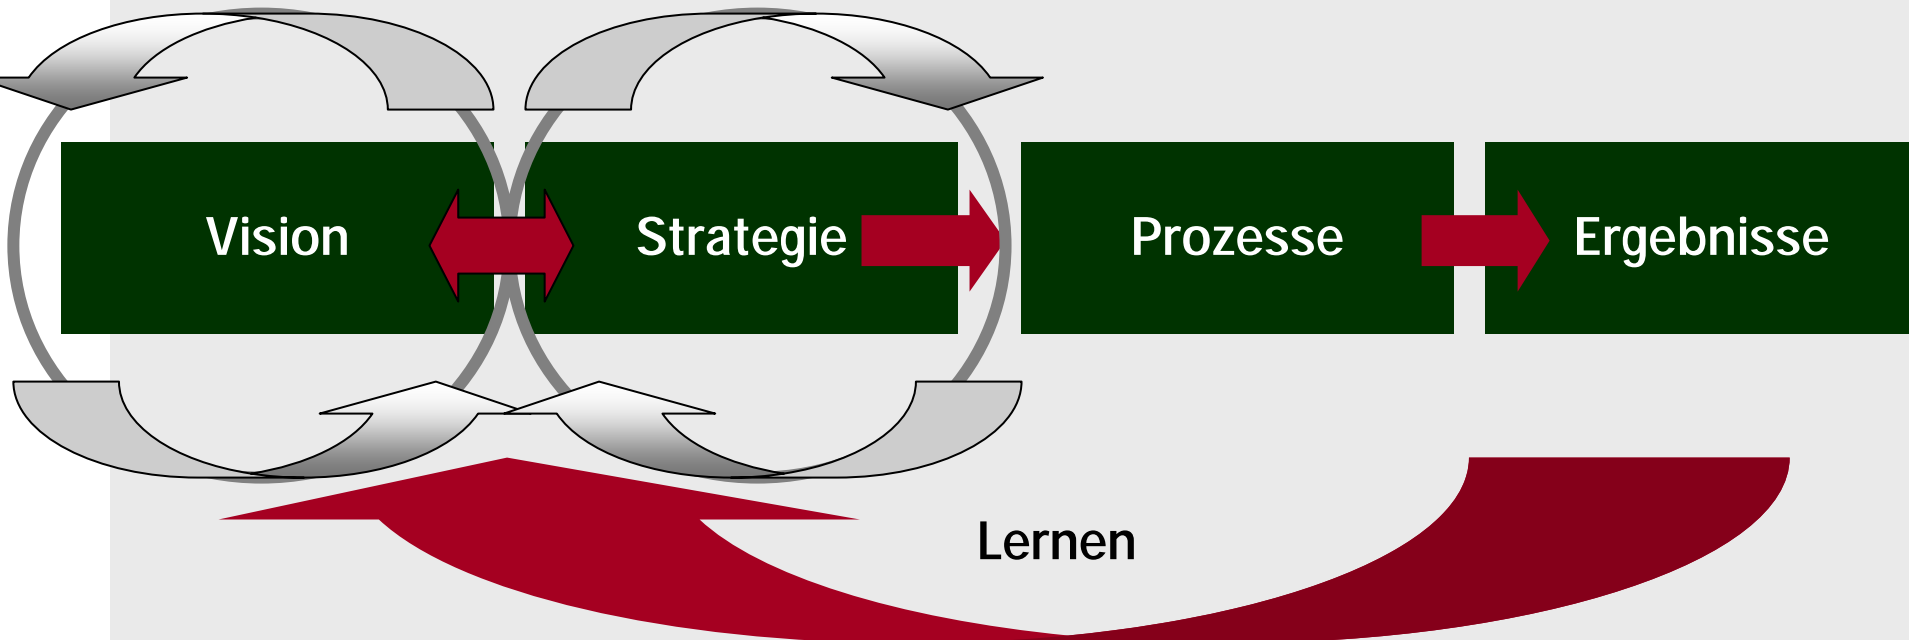 Vision
Strategie
Prozesse
Ergebnisse
Lernen